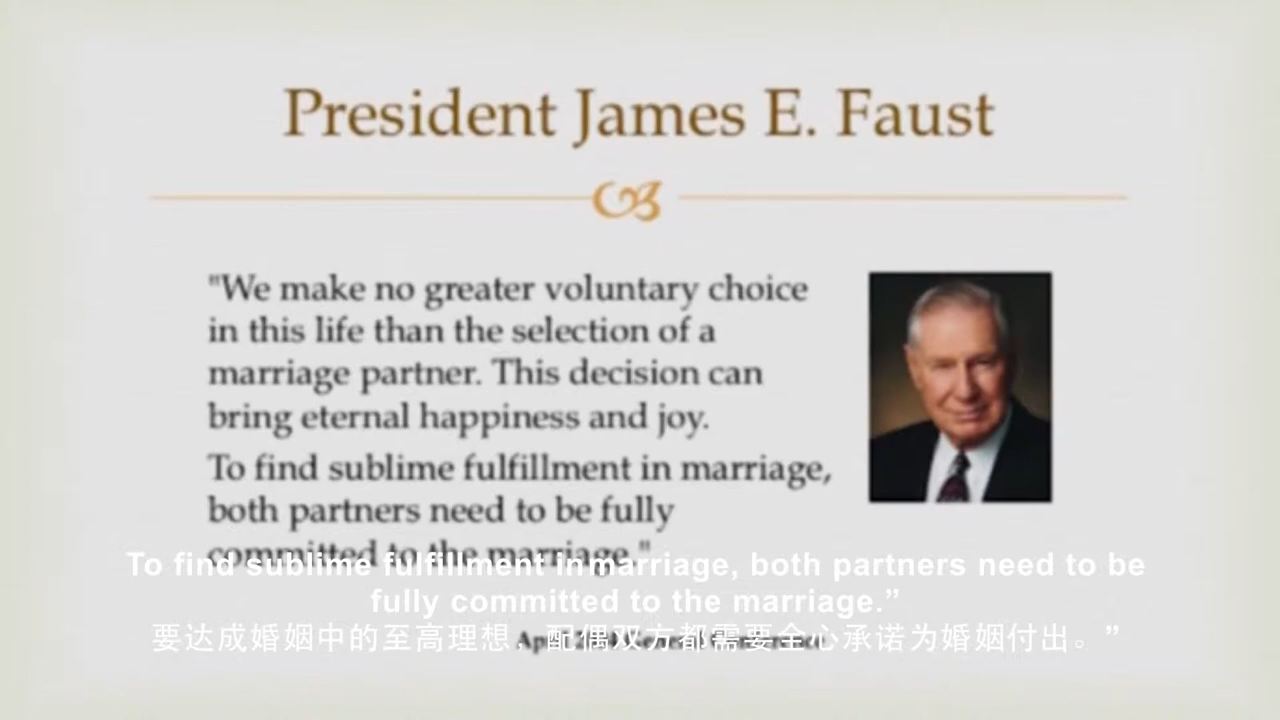 President James E. Faust
"We make no greater voluntary choice
in this life than the selection of a
marriage partner. This decision can
bring eternal happiness and joy.
To find sublime fulfillment in marriage,
both partners need to be fully
committed to the marriage."
To find sublime fulfillment inmarriage, both partners need to be
fully committed to the marriage.”
要达成婚姻中的至高理想，配偶双方都需要全心承诺为婚姻付出。”